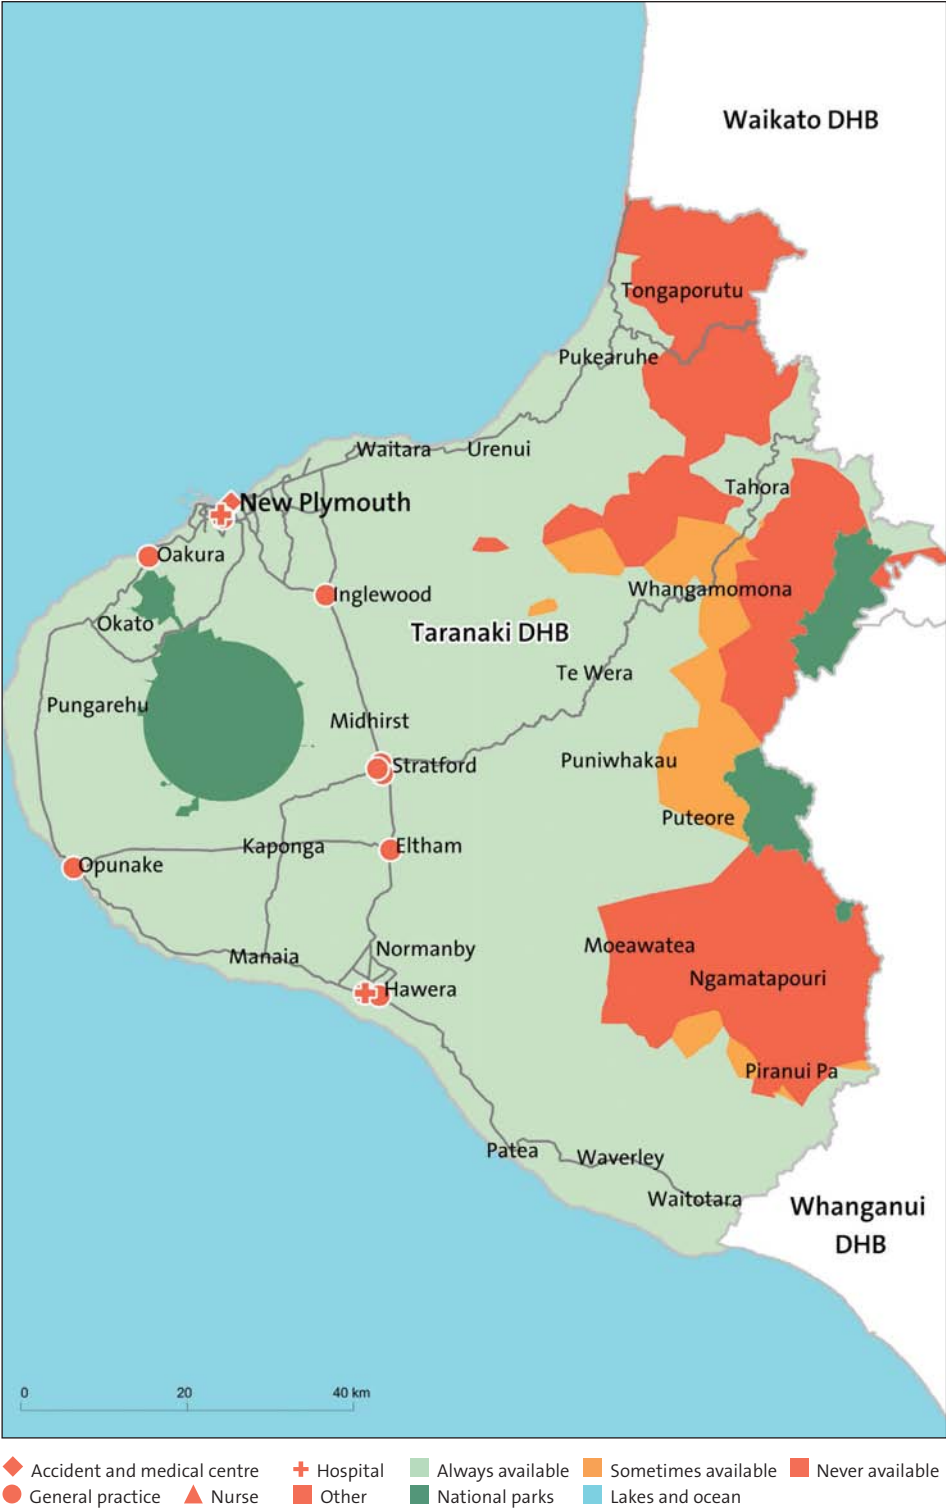 Waikato DHB
Tongaporutu
Pukearuhe
Waitara
Urenui
Tahora
New Plymouth
Oakura
Whangamomona
Inglewood
Okato
Taranaki DHB
Te Wera
Pungarehu
Midhirst
Puniwhakau
Stratford
Puteore
Kaponga
Eltham
Opunake
Moeawatea
Normanby
Manaia
Ngamatapouri
Hawera
Piranui Pa
Patea
Waverley
Waitotara
Whanganui
DHB
0 20 40 km
Accident and medical centre Hospital Always available Sometimes available Never available
General practice Nurse Other National parks Lakes and ocean